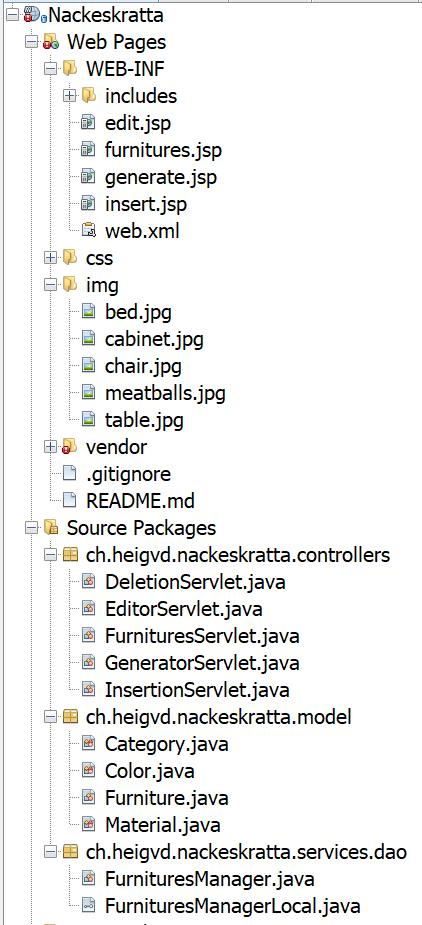 Nackeskratta
Web Pages
WEB-INF
includes
edit.jsp
furnitures.jsp
generate.jsp
insert.jsp
web.xml
css
img
bed.jpg
cabinet.jpg
chair.jpg
meatballs.jpg
table.jpg
vendor
.gitignore
README.md
Source Packages
ch.heigvd.nackeskratta.controllers
DeletionServlet.java
EditorServlet.java
FurnituresServlet.java
GeneratorServlet.java
InsertionServlet.java
ch.heigvd.nackeskratta.model
Category.java
Color.java
Furniture.java
Material.java
ch.heigvd.nackeskratta.services.dao
FurnituresManager.java
FurnituresManagerLocal.java